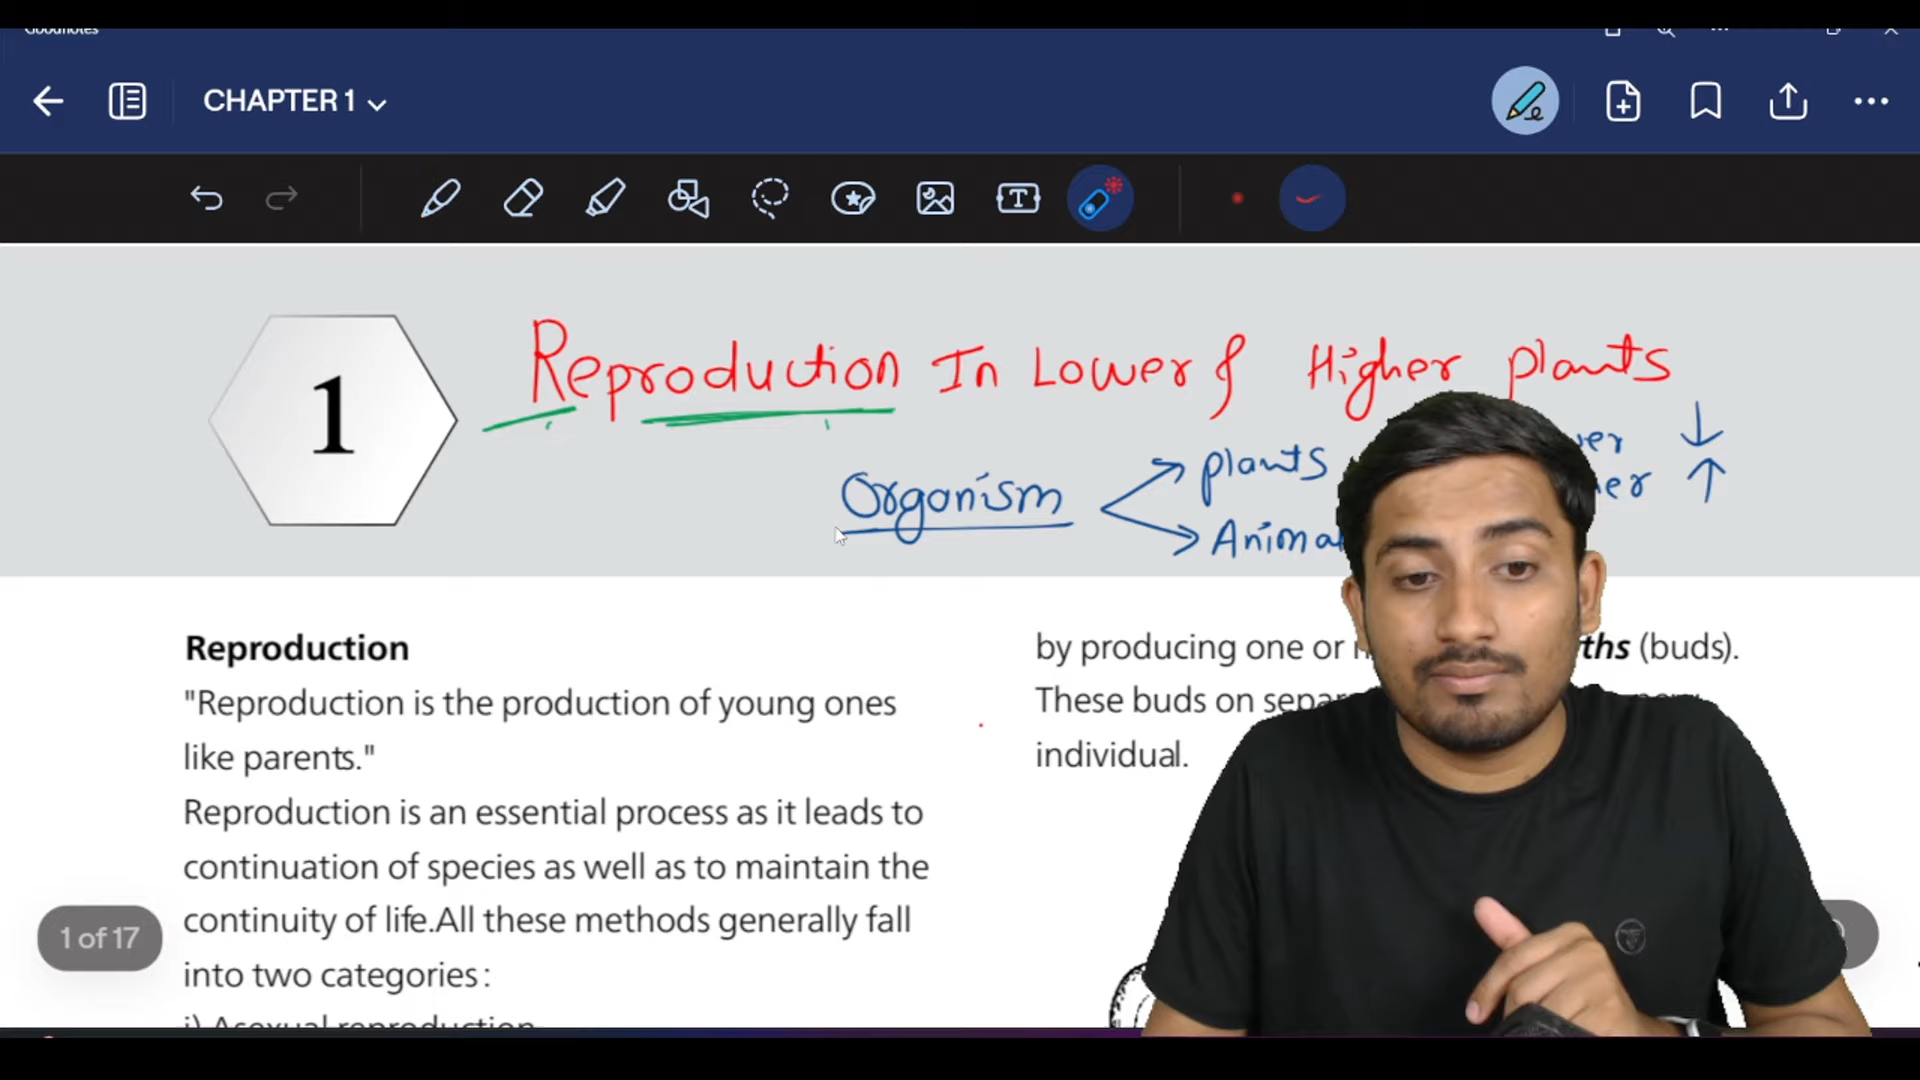 Goodnotes
CHAPTER 1
1
Reproduction In Lower & Higher plants
Organism
plants
Reproduction
"Reproduction is the production of young ones
like parents."
Reproduction is an essential process as it leads to
continuation of species as well as to maintain the
continuity of life.All these methods generally fall
into two categories :
i) Asexual reproduction
1 of 17
by producing one or (buds).
These buds on
individual.